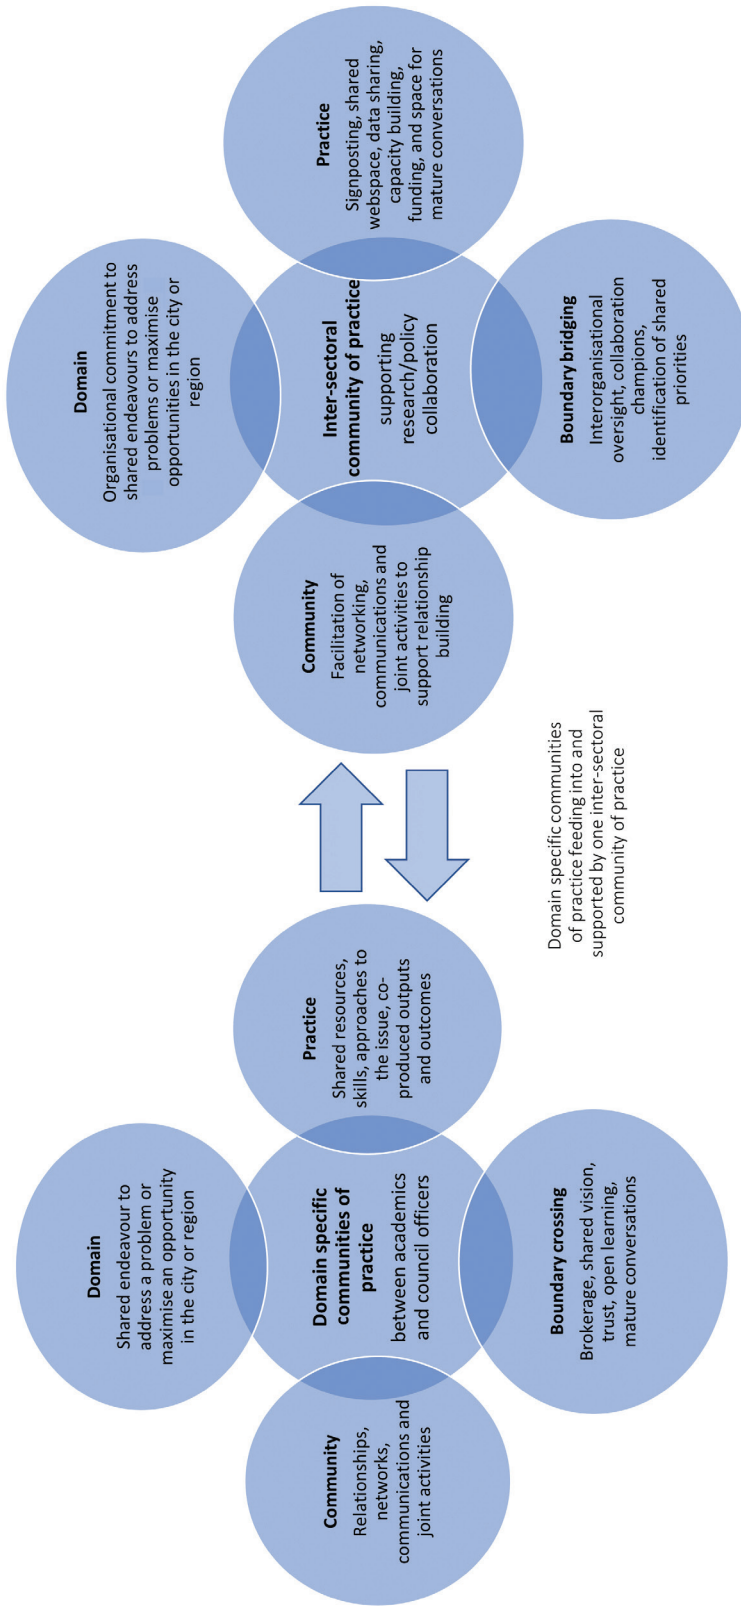 Domain
Shared endeavour to
address a problem or
maximise an opportunity
in the city or region
Community
Relationships,
networks,
communications and
joint activities
Domain specific
communities of
practice
between academics
and council officers
Practice
Shared resources,
skills, approaches to
the issue, co-
produced outputs
and outcomes
Boundary crossing
Brokerage, shared vision,
trust, open learning,
mature conversations
Domain specific communities
of practice feeding into and
supported by one inter-sectoral
community of practice
Domain
Organisational commitment to
shared endeavours to address
problems or maximise
opportunities in the city or
region
Community
Facilitation of
networking,
communications and
joint activities to
support relationship
building
Inter-sectoral
community of practice
supporting
research/policy
collaboration
Practice
Signposting, shared
webspace, data sharing,
capacity building,
funding, and space for
mature conversations
Boundary bridging
Interorganisational
oversight, collaboration
champions,
identification of shared
priorities